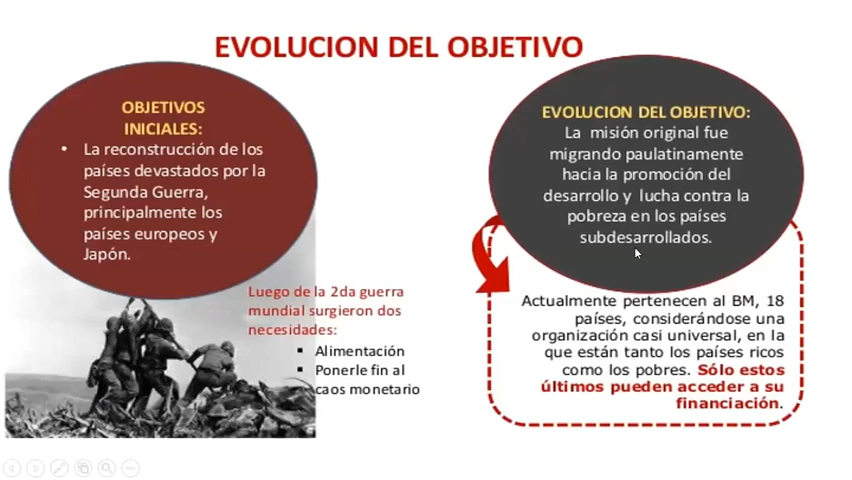 EVOLUCION DEL OBJETIVO
OBJETIVOS
INICIALES:
• La reconstrucción de los
países devastados por la
Segunda Guerra,
principalmente los
países europeos y
Japón.
Luego de la 2da guerra
mundial surgieron dos
necesidades:
▪ Alimentación
▪ Ponerle fin al
caos monetario
EVOLUCION DEL OBJETIVO:
La misión original fue
migrando paulatinamente
hacia la promoción del
desarrollo y lucha contra la
pobreza en los países
subdesarrollados.
Actualmente pertenecen al BM, 18
países, considerándose una
organización casi universal, en la
que están tanto los países ricos
como los pobres. Sólo estos
últimos pueden acceder a su
financiación.